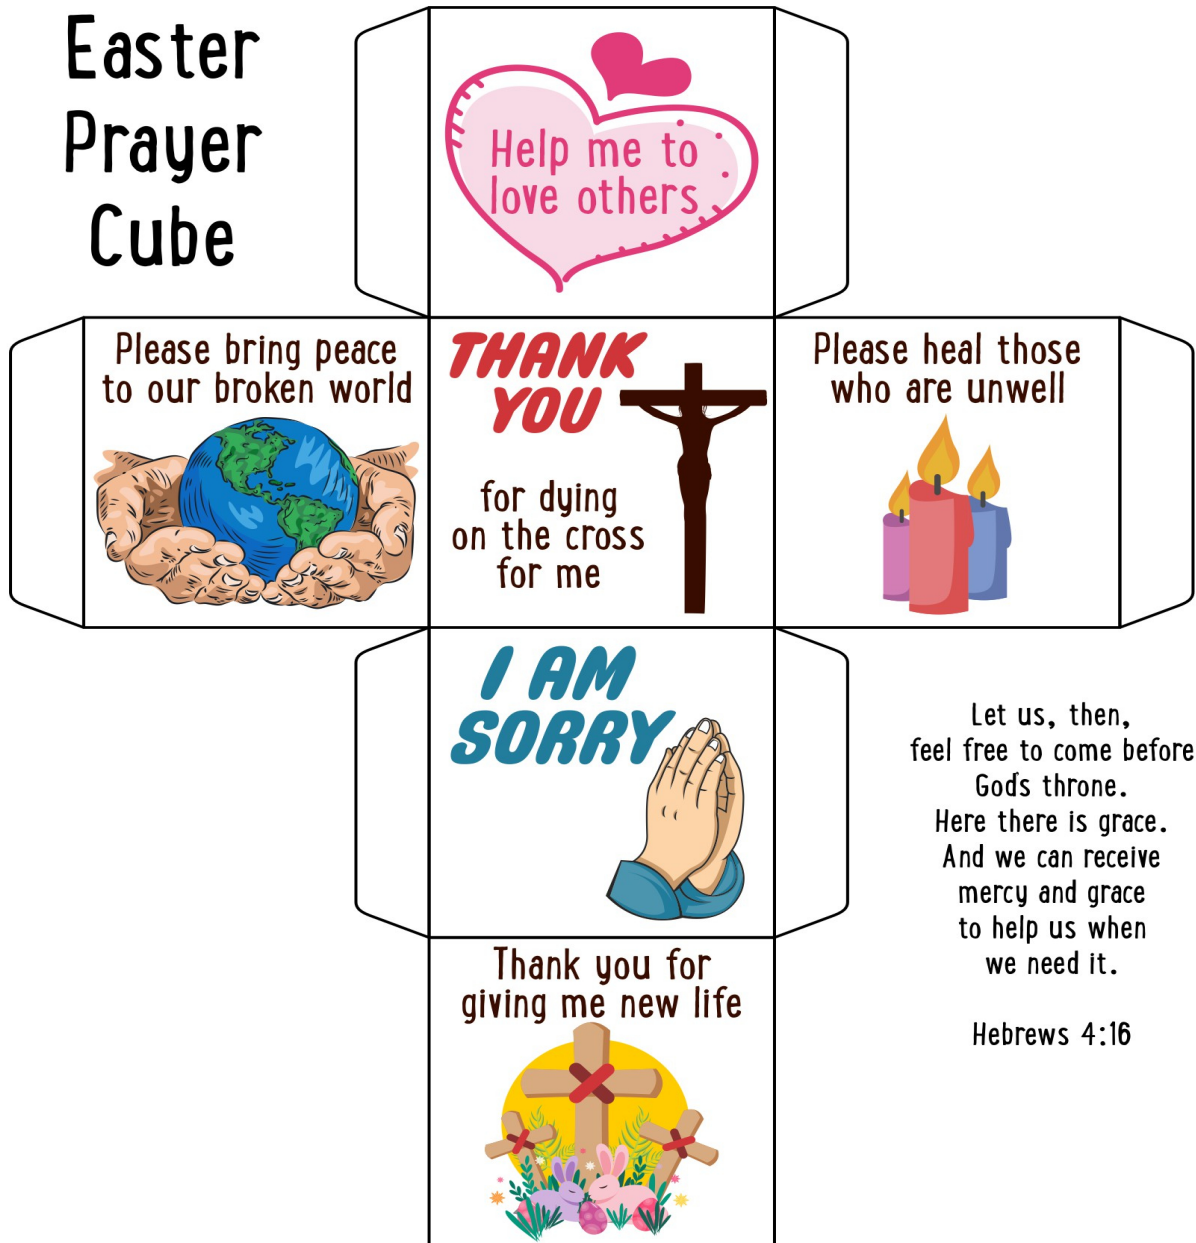 Easter
Prayer
Cube
Help me to
love others
Please bring peace
to our broken world
THANK
YOU
for dying
on the cross
for me
Please heal those
who are unwell
I AM
SORRY
Let us, then,
feel free to come before
God's throne.
Here there is grace.
And we can receive
mercy and grace
to help us when
we need it.
Hebrews 4:16
Thank you for
giving me new life